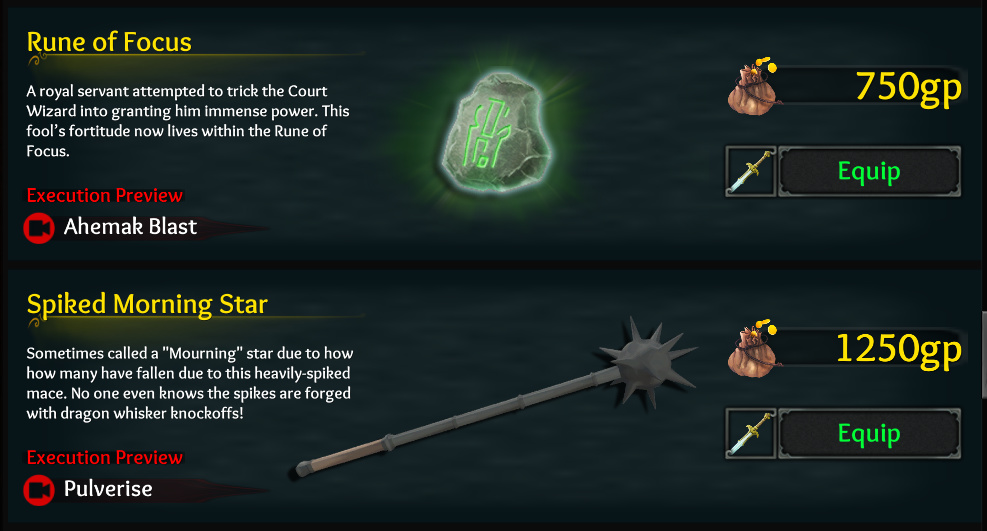 Rune of Focus
A royal servant attempted to trick the Court
Wizard into granting him immense power. This
fool's fortitude now lives within the Rune of
Focus.
Execution Preview
Ahemak Blast
750gp
Equip
Spiked Morning Star
Sometimes called a "Mourning" star due to how
how many have fallen due to this heavily-spiked
mace. No one even knows the spikes are forged
with dragon whisker knockoffs!
Execution Preview
Pulverise
1250gp
Equip